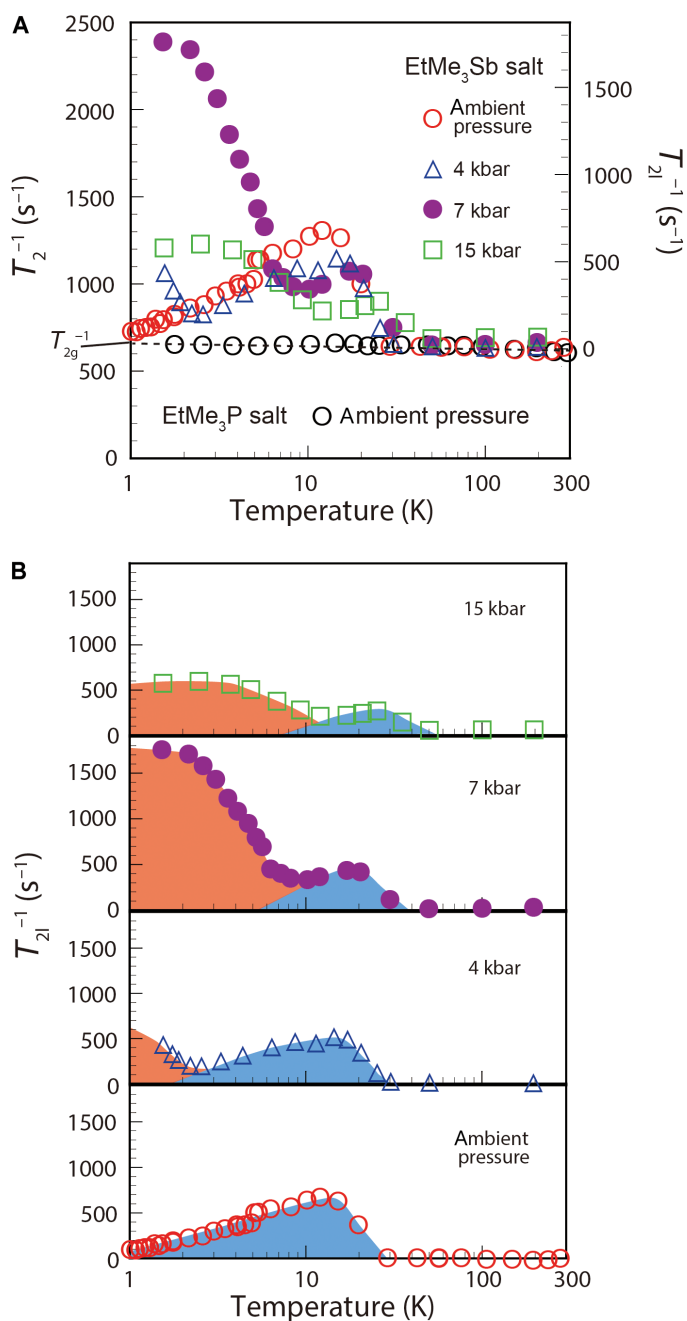 A
2500
2000
1500
1000
500
0
T₂⁻¹ (s⁻¹)
T₂g⁻¹
EtMe₃Sb salt
Ambient
pressure
4 kbar
7 kbar
15 kbar
1500
1000
500
0
T₂l⁻¹ (s⁻¹)
EtMe₃P salt
Ambient pressure
1
10
100
300
Temperature (K)
B
T₂l⁻¹ (s⁻¹)
1500
1000
500
0
15 kbar
1500
1000
500
0
7 kbar
1500
1000
500
0
4 kbar
1500
1000
500
0
Ambient
pressure
1
10
100
300
Temperature (K)